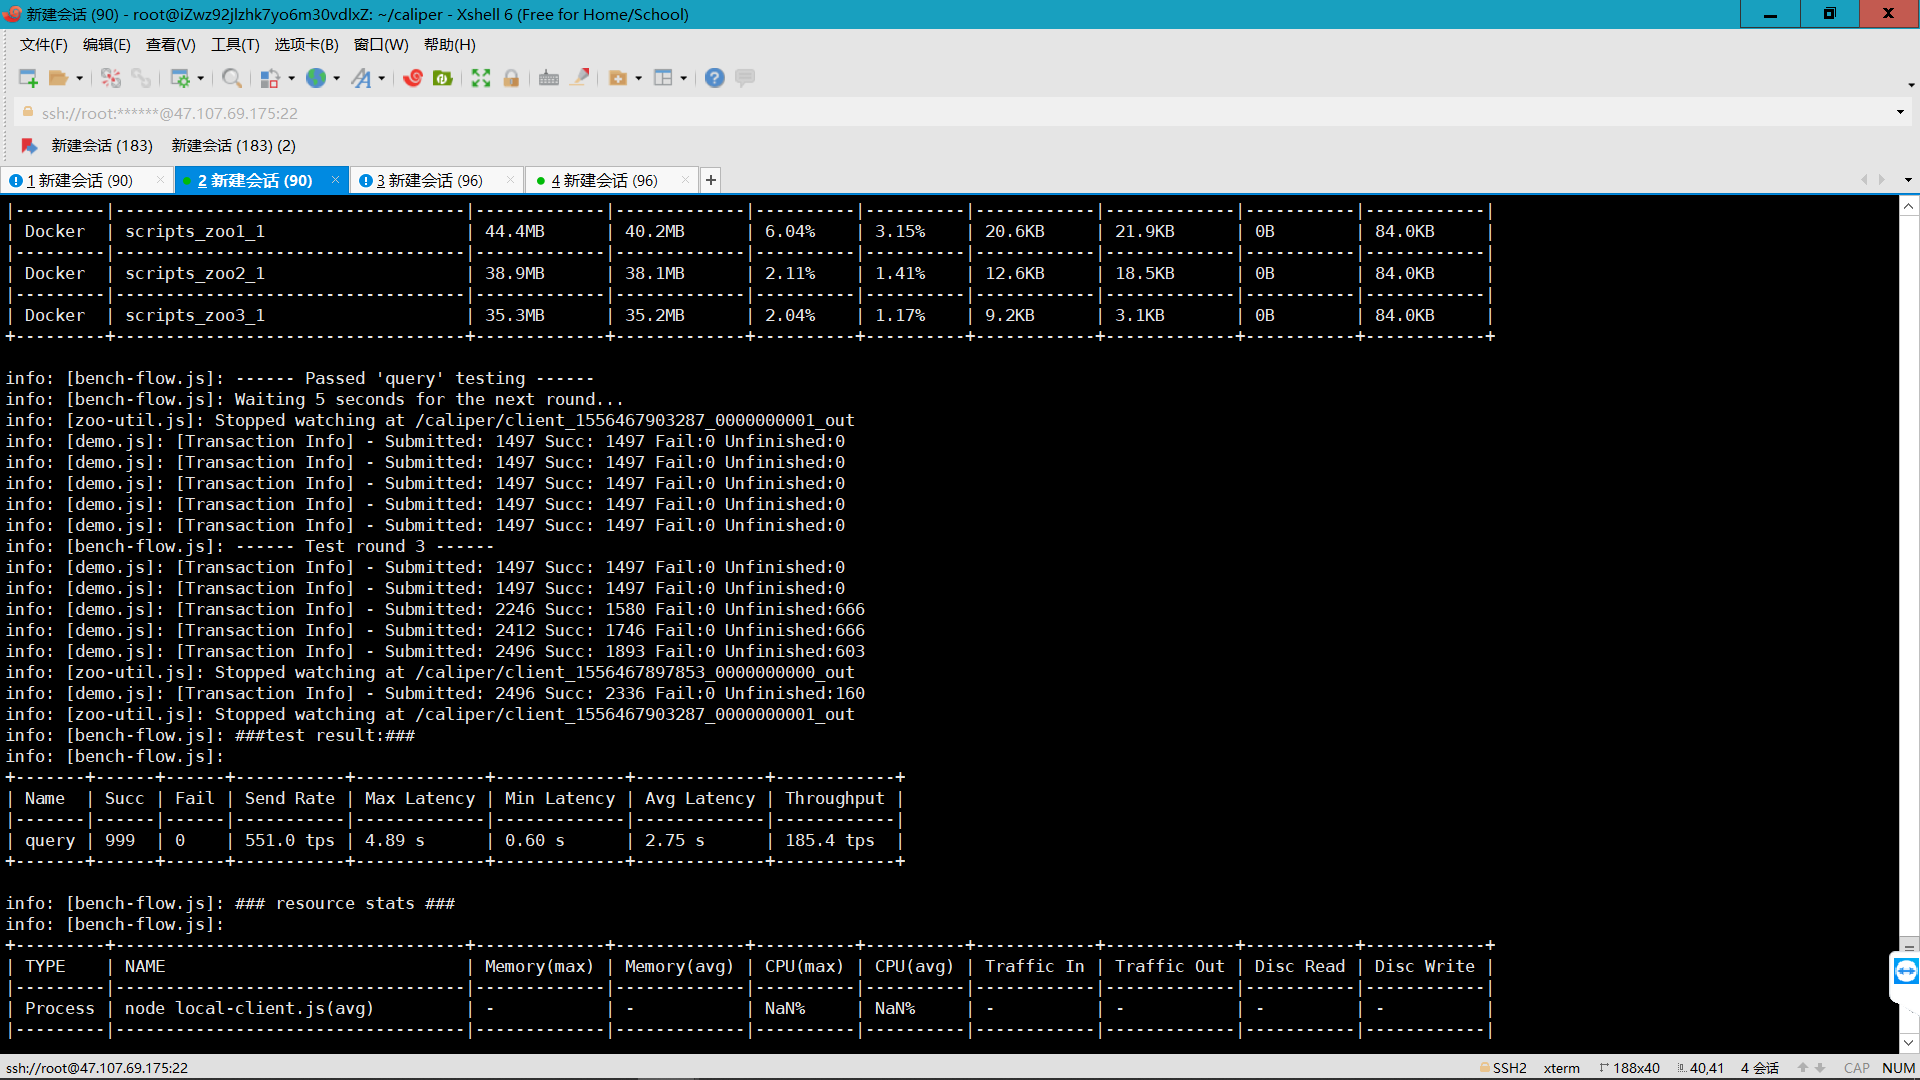 新建会话 (90) - root@iZwz92jlzhk7yo6m30vdlxZ: ~/caliper - Xshell 6 (Free for Home/School)
文件(F) 编辑(E) 查看(V) 工具(T) 选项卡(B) 窗口(W) 帮助(H)
ssh://root:******@47.107.69.175:22
新建会话 (183) 新建会话 (183) (2)
1 新建会话 (90) × 2 新建会话 (90) × 3 新建会话 (96) × 4 新建会话 (96) × +
|---------|-----------------------------------|-------------|-------------|----------|----------|------------|-------------|-----------|------------|
| Docker | scripts_zoo1_1 | 44.4MB | 40.2MB | 6.04% | 3.15% | 20.6KB | 21.9KB | 0B | 84.0KB |
|---------|-----------------------------------|-------------|-------------|----------|----------|------------|-------------|-----------|------------|
| Docker | scripts_zoo2_1 | 38.9MB | 38.1MB | 2.11% | 1.41% | 12.6KB | 18.5KB | 0B | 84.0KB |
|---------|-----------------------------------|-------------|-------------|----------|----------|------------|-------------|-----------|------------|
| Docker | scripts_zoo3_1 | 35.3MB | 35.2MB | 2.04% | 1.17% | 9.2KB | 3.1KB | 0B | 84.0KB |
+---------+-----------------------------------+-------------+-------------+----------+----------+------------+-------------+-----------+------------+
info: [bench-flow.js]: ------ Passed 'query' testing ------
info: [bench-flow.js]: Waiting 5 seconds for the next round...
info: [zoo-util.js]: Stopped watching at /caliper/client_1556467903287_0000000001_out
info: [demo.js]: [Transaction Info] - Submitted: 1497 Succ: 1497 Fail:0 Unfinished:0
info: [demo.js]: [Transaction Info] - Submitted: 1497 Succ: 1497 Fail:0 Unfinished:0
info: [demo.js]: [Transaction Info] - Submitted: 1497 Succ: 1497 Fail:0 Unfinished:0
info: [demo.js]: [Transaction Info] - Submitted: 1497 Succ: 1497 Fail:0 Unfinished:0
info: [demo.js]: [Transaction Info] - Submitted: 1497 Succ: 1497 Fail:0 Unfinished:0
info: [bench-flow.js]: ------ Test round 3 ------
info: [demo.js]: [Transaction Info] - Submitted: 1497 Succ: 1497 Fail:0 Unfinished:0
info: [demo.js]: [Transaction Info] - Submitted: 1497 Succ: 1497 Fail:0 Unfinished:0
info: [demo.js]: [Transaction Info] - Submitted: 2246 Succ: 1580 Fail:0 Unfinished:666
info: [demo.js]: [Transaction Info] - Submitted: 2412 Succ: 1746 Fail:0 Unfinished:666
info: [demo.js]: [Transaction Info] - Submitted: 2496 Succ: 1893 Fail:0 Unfinished:603
info: [zoo-util.js]: Stopped watching at /caliper/client_1556467897853_0000000000_out
info: [demo.js]: [Transaction Info] - Submitted: 2496 Succ: 2336 Fail:0 Unfinished:160
info: [zoo-util.js]: Stopped watching at /caliper/client_1556467903287_0000000001_out
info: [bench-flow.js]: ###test result:###
info: [bench-flow.js]:
+-------+------+------+-----------+-------------+-------------+-------------+------------+
| Name | Succ | Fail | Send Rate | Max Latency | Min Latency | Avg Latency | Throughput |
|-------|------|------|-----------|-------------|-------------|-------------|------------|
| query | 999 | 0 | 551.0 tps | 4.89 s | 0.60 s | 2.75 s | 185.4 tps |
+-------+------+------+-----------+-------------+-------------+-------------+------------+
info: [bench-flow.js]: ### resource stats ###
info: [bench-flow.js]:
+---------+-----------------------------------+-------------+-------------+----------+----------+------------+-------------+-----------+------------+
| TYPE | NAME | Memory(max) | Memory(avg) | CPU(max) | CPU(avg) | Traffic In | Traffic Out | Disc Read | Disc Write |
|---------|-----------------------------------|-------------|-------------|----------|----------|------------|-------------|-----------|------------|
| Process | node local-client.js(avg) | - | - | NaN% | NaN% | - | - | - | - |
|---------|-----------------------------------|-------------|-------------|----------|----------|------------|-------------|-----------|------------|
ssh://root@47.107.69.175:22 SSH2 xterm 188x40 40,41 4 会话 CAP NUM